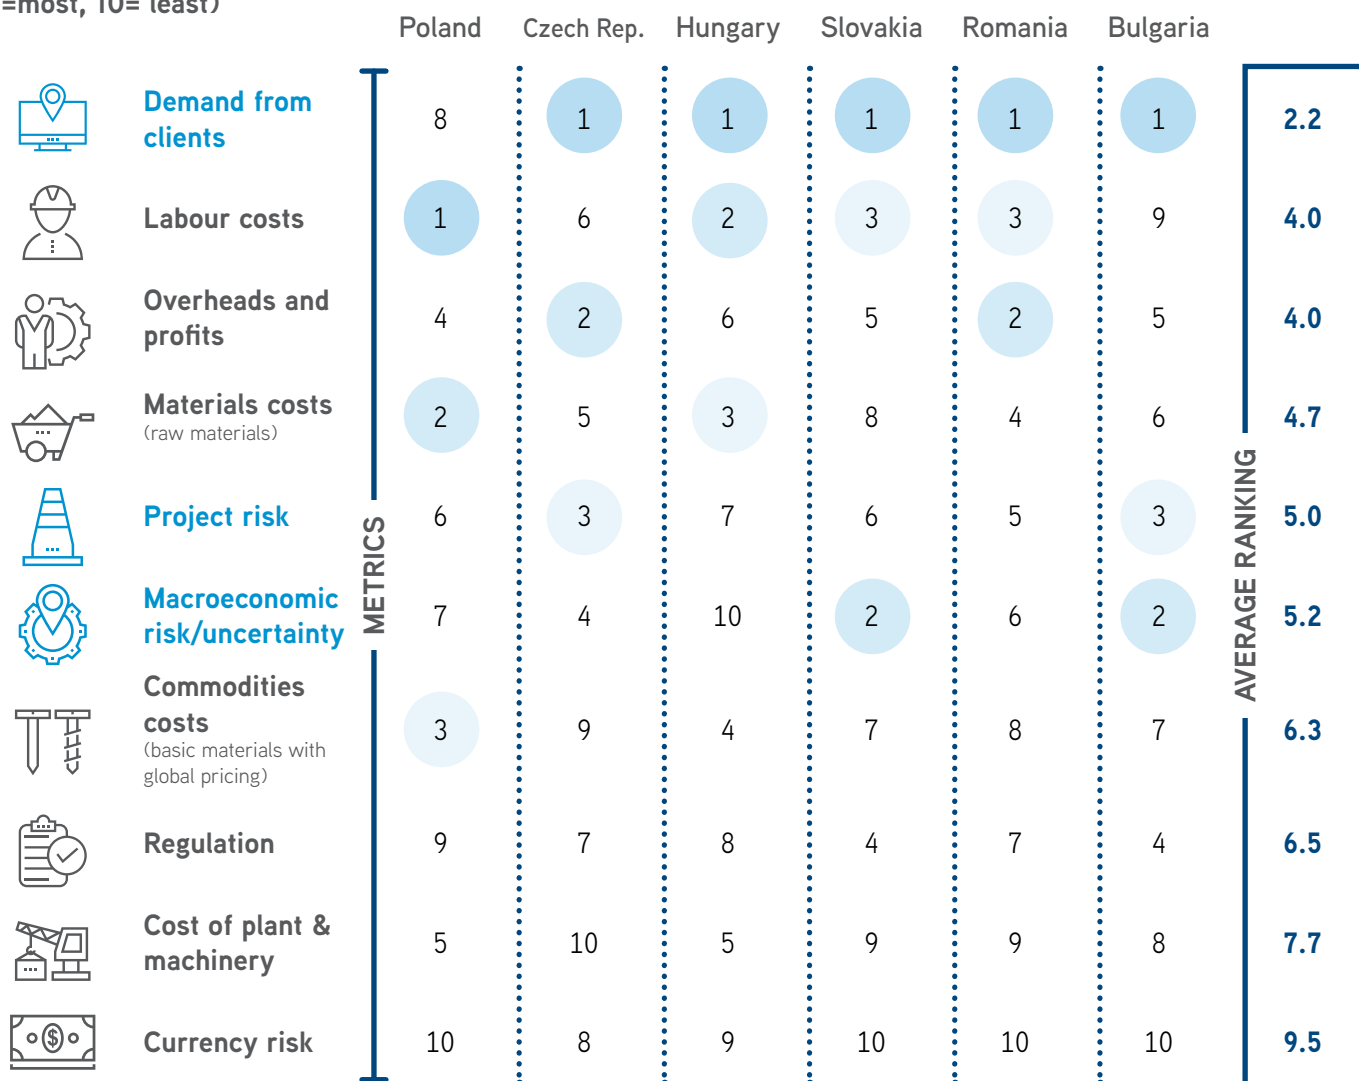 =most, 10= least)
Poland Czech Rep. Hungary Slovakia Romania Bulgaria
Demand from
clients
8 1 1 1 1 1 2.2
Labour costs 1 6 2 3 3 9 4.0
Overheads and
profits
4 2 6 5 2 5 4.0
Materials costs
(raw materials)
2 5 3 8 4 6 4.7
Project risk 6 3 7 6 5 3 5.0
Macroeconomic
risk/uncertainty
7 4 10 2 6 2 5.2
Commodities
costs
(basic materials with
global pricing)
3 9 4 7 8 7 6.3
Regulation 9 7 8 4 7 4 6.5
Cost of plant &
machinery
5 10 5 9 9 8 7.7
$
Currency risk 10 8 9 10 10 10 9.5
METRICS
AVERAGE RANKING